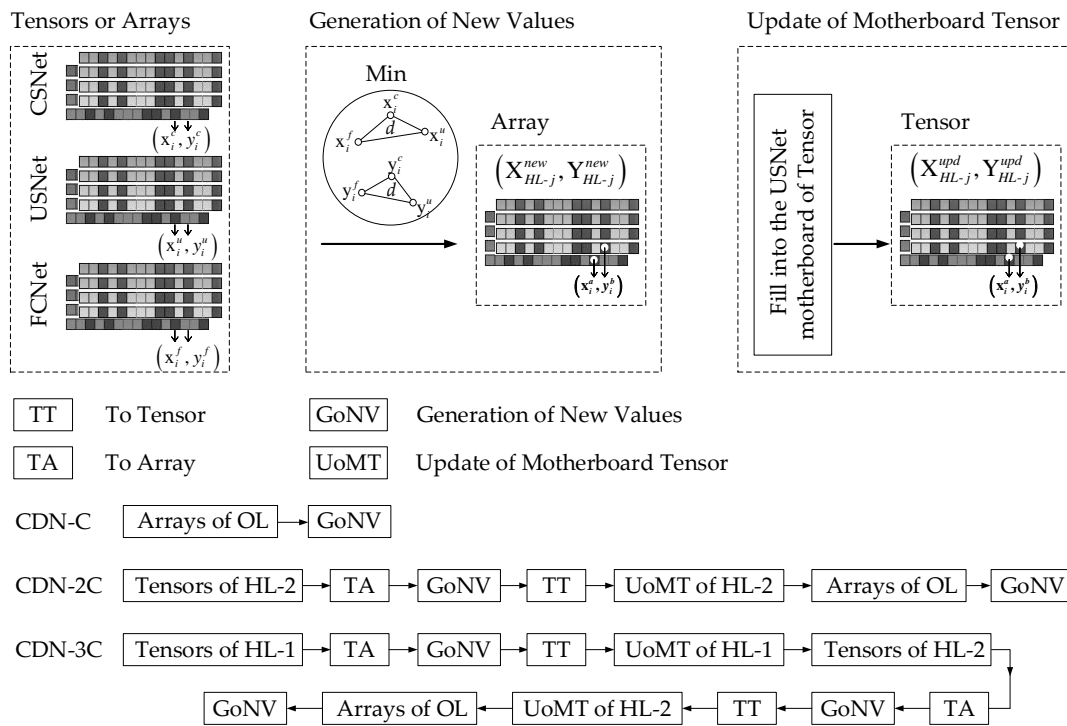 Tensors or Arrays
Generation of New Values
Update of Motherboard Tensor
CSNet
(x_i^c, y_i^c)
USNet
(x_i^u, y_i^u)
FCNet
(x_i^f, y_i^f)
Min
x_i^c
d
x_i^f
x_i^u
y_i^c
y_i^f
d
y_i^u
Array
(X_{HL-j}^{new}, Y_{HL-j}^{new})
(x_i^a, y_i^b)
Fill into the USNet
motherboard of Tensor
Tensor
(X_{HL-j}^{upd}, Y_{HL-j}^{upd})
(x_i^a, y_i^b)
TT To Tensor GoNV Generation of New Values
TA To Array UoMT Update of Motherboard Tensor
CDN-C Arrays of OL GoNV
CDN-2C Tensors of HL-2 TA GoNV TT UoMT of HL-2 Arrays of OL GoNV
CDN-3C Tensors of HL-1 TA GoNV TT UoMT of HL-1 Tensors of HL-2
GoNV Arrays of OL UoMT of HL-2 TT GoNV TA